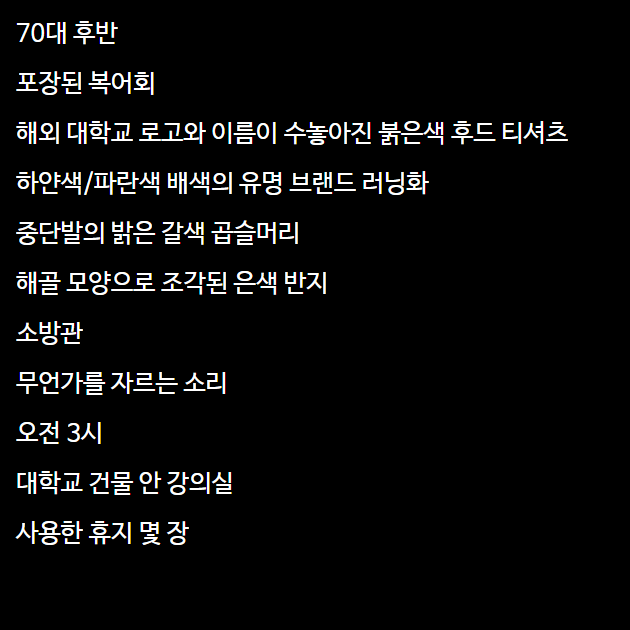 70대 후반
포장된 복어회
해외 대학교 로고와 이름이 수놓아진 붉은색 후드 티셔츠
하얀색/파란색 배색의 유명 브랜드 러닝화
중단발의 밝은 갈색 곱슬머리
해골 모양으로 조각된 은색 반지
소방관
무언가를 자르는 소리
오전 3시
대학교 건물 안 강의실
사용한 휴지 몇 장